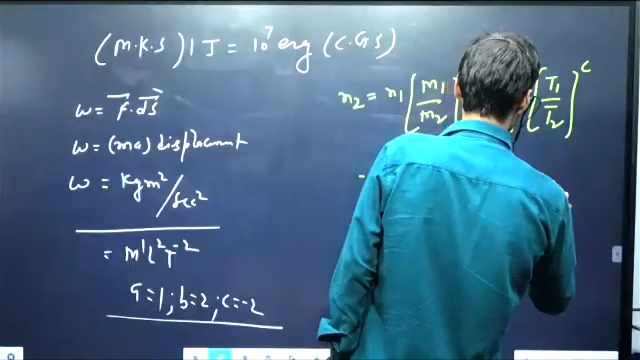 (M.K.S) 1 J = 10⁷ erg (C.G.S)
n₂ = n₁ [M₁/M₂] [T₁/T₂]ᶜ
W = F⃗ . dS⃗
W = (ma) displacement
W = kgm²/sec²
= M¹L²T⁻²
a = 1 ; b = 2 ; c = -2